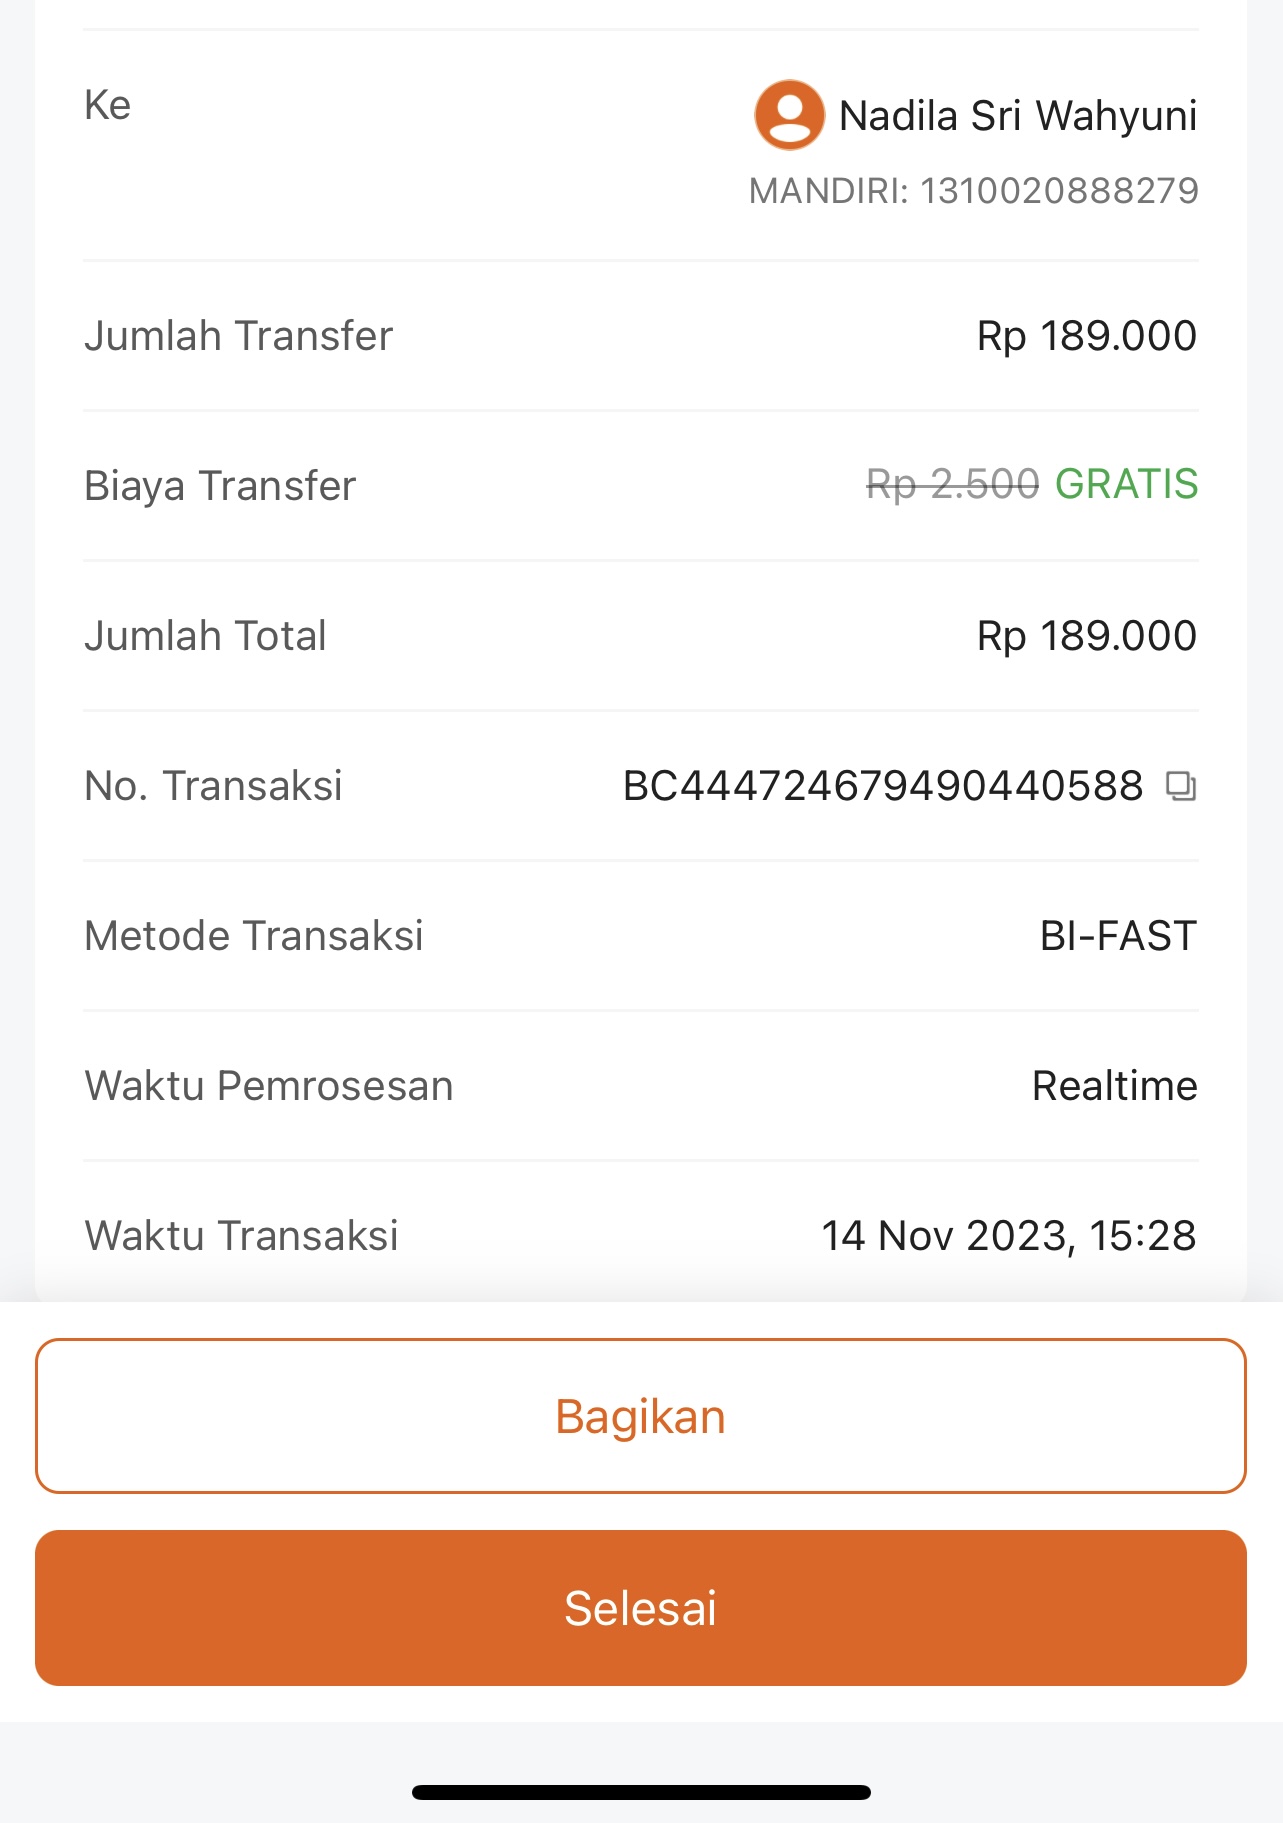 Ke
Nadila Sri Wahyuni
MANDIRI: 1310020888279
Jumlah Transfer Rp 189.000
Biaya Transfer Rp 2.500 GRATIS
Jumlah Total Rp 189.000
No. Transaksi BC444724679490440588
Metode Transaksi BI-FAST
Waktu Pemrosesan Realtime
Waktu Transaksi 14 Nov 2023, 15:28
Bagikan
Selesai